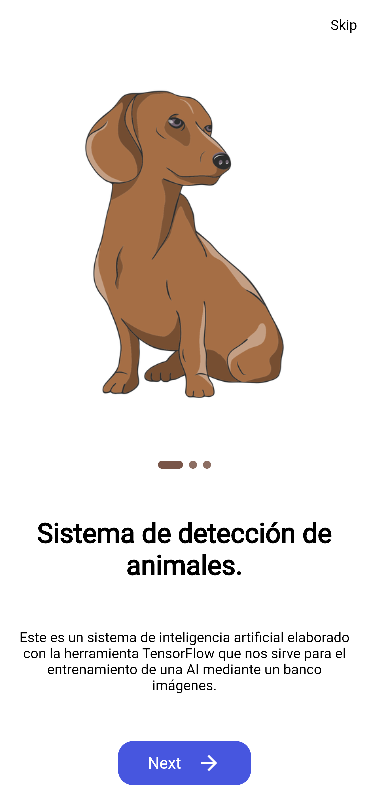 Skip
Sistema de detección de
animales.
Este es un sistema de inteligencia artificial elaborado
con la herramienta TensorFlow que nos sirve para el
entrenamiento de una AI mediante un banco
imágenes.
Next